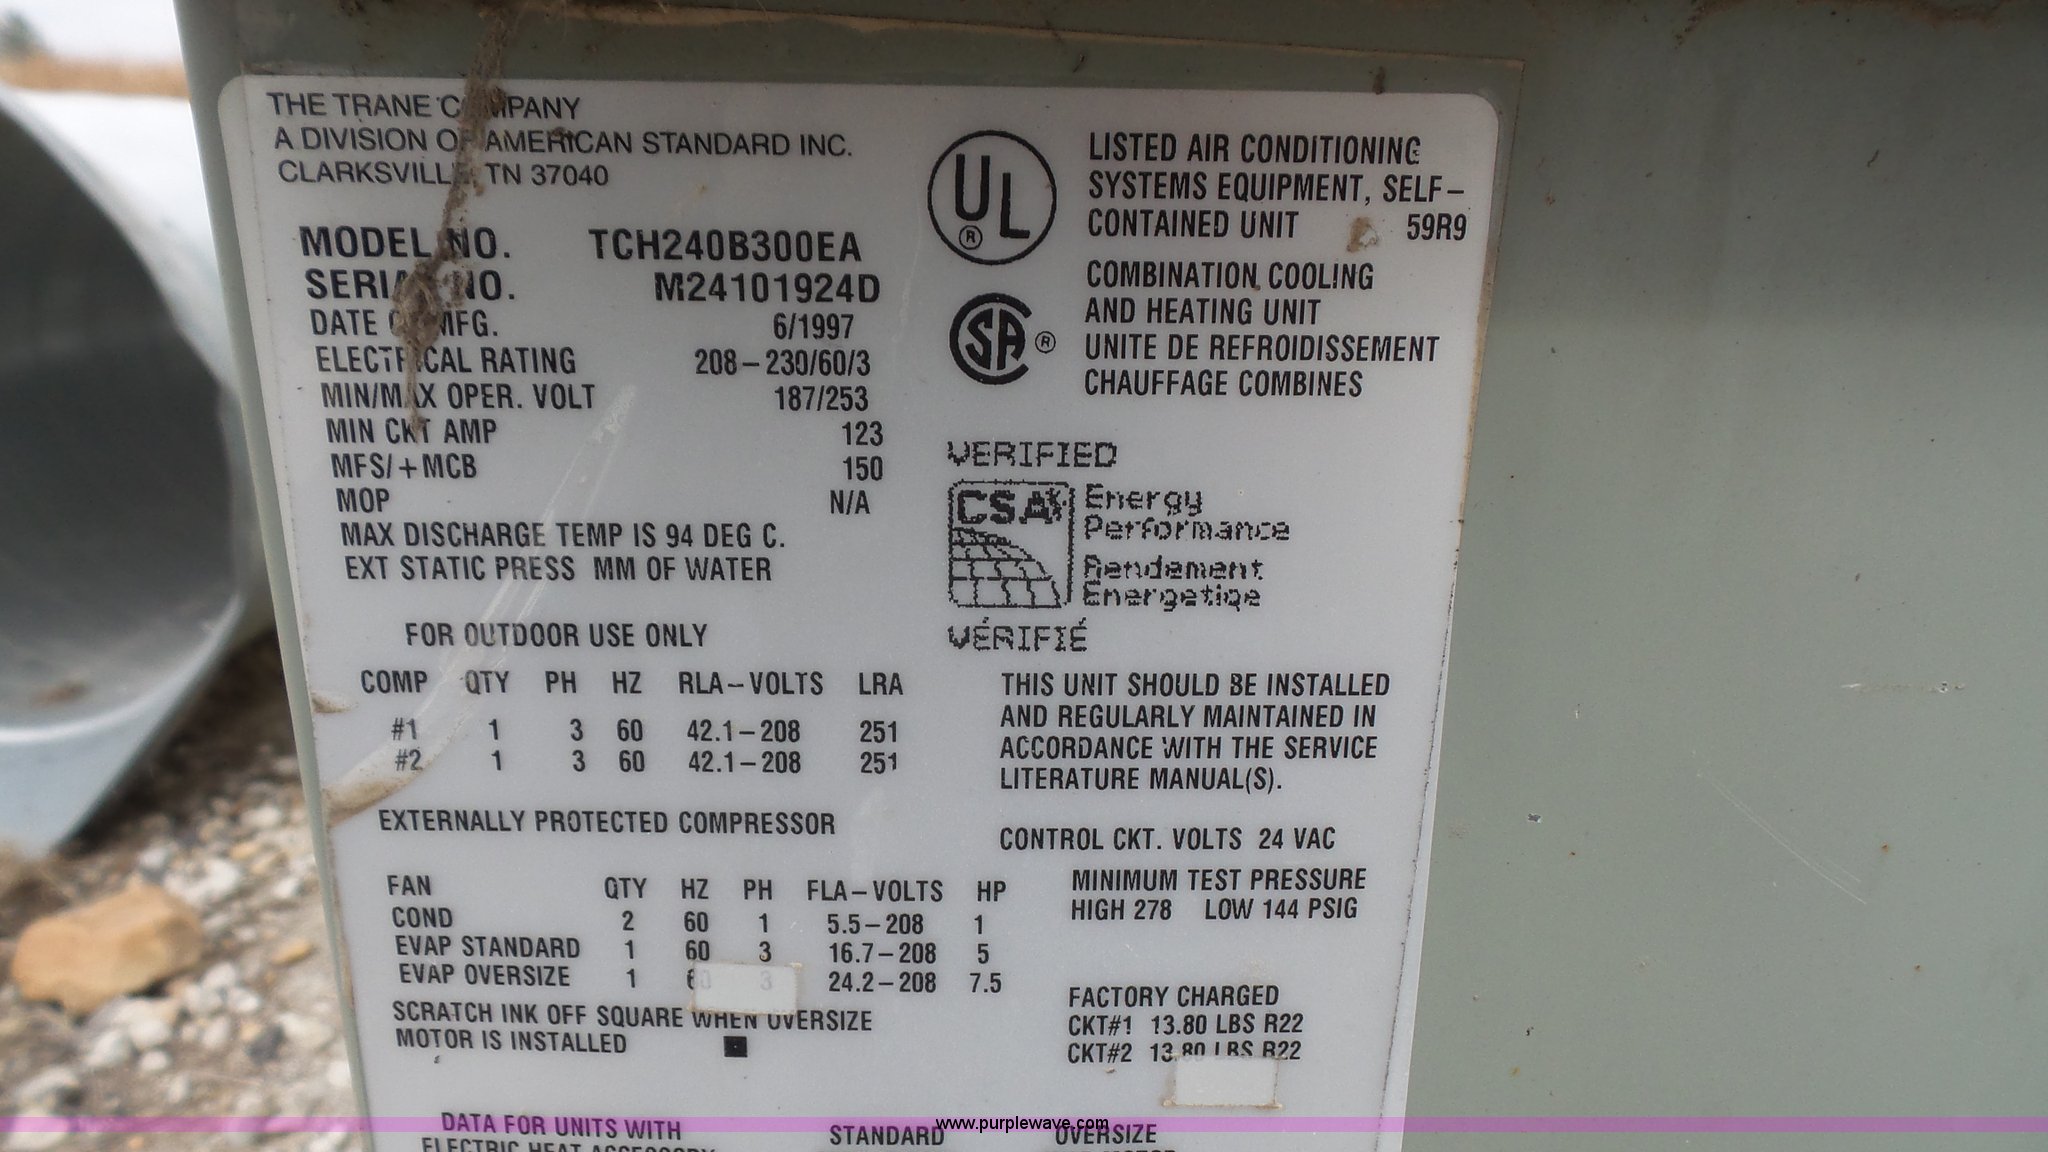 THE TRANE COMPANY
A DIVISION OF AMERICAN STANDARD INC.
CLARKSVILLE, TN 37040
MODEL NO. TCH240B300EA
SERIAL NO. M24101924D
DATE OF MFG. 6/1997
ELECTRICAL RATING 208-230/60/3
MIN/MAX OPER. VOLT 187/253
MIN CKT AMP 123
MFS/+MCB 150
MOP N/A
MAX DISCHARGE TEMP IS 94 DEG C.
EXT STATIC PRESS MM OF WATER
FOR OUTDOOR USE ONLY
COMP QTY PH HZ RLA-VOLTS LRA
#1 1 3 60 42.1-208 251
#2 1 3 60 42.1-208 251
EXTERNALLY PROTECTED COMPRESSOR
FAN QTY HZ PH FLA-VOLTS HP
COND 2 60 1 5.5-208 1
EVAP STANDARD 1 60 3 16.7-208 5
EVAP OVERSIZE 1 60 3 24.2-208 7.5
SCRATCH INK OFF SQUARE WHEN OVERSIZE
MOTOR IS INSTALLED
UL ®
LISTED AIR CONDITIONING
SYSTEMS EQUIPMENT, SELF-
CONTAINED UNIT 59R9
SA ®
COMBINATION COOLING
AND HEATING UNIT
UNITE DE REFROIDISSEMENT
CHAUFFAGE COMBINES
VERIFIED
CSA
Energy
Performance
Rendement
Energetiqe
VÉRIFIÉ
THIS UNIT SHOULD BE INSTALLED
AND REGULARLY MAINTAINED IN
ACCORDANCE WITH THE SERVICE
LITERATURE MANUAL(S).
CONTROL CKT. VOLTS 24 VAC
MINIMUM TEST PRESSURE
HIGH 278 LOW 144 PSIG
FACTORY CHARGED
CKT#1 13.80 LBS R22
CKT#2 13.80 LBS R22
DATA FOR UNITS WITH STANDARD OVERSIZE
ELECTRIC HEAT ACCESSORY
www.purplewave.com